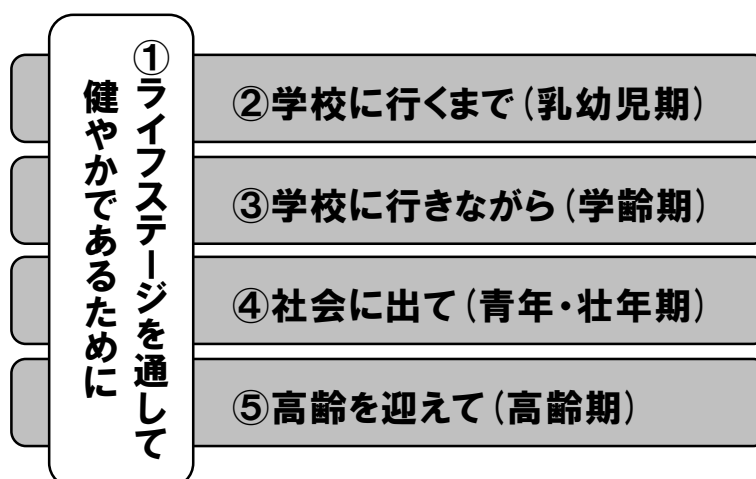 ①ライフステージを通して
健やかであるために
②学校に行くまで(乳幼児期)
③学校に行きながら(学齢期)
④社会に出て(青年・壮年期)
⑤高齢を迎えて(高齢期)